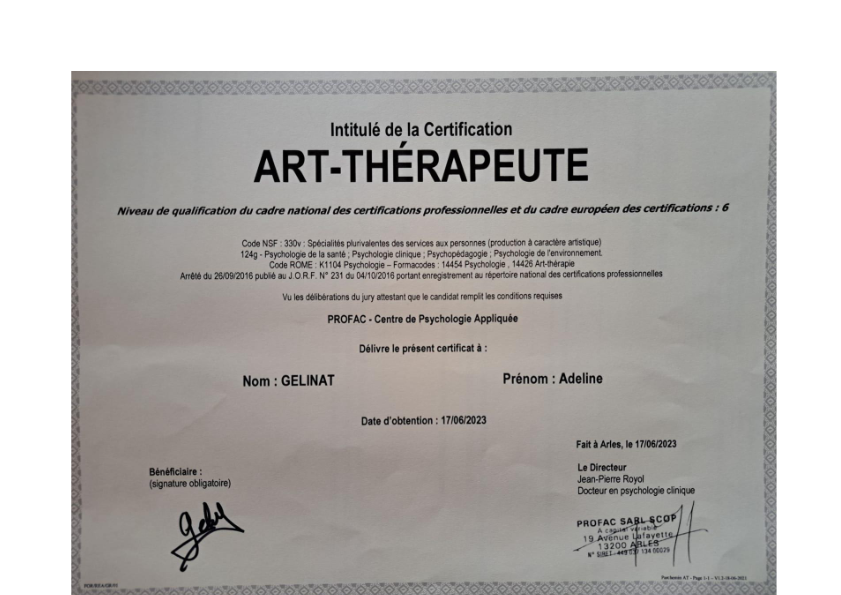 Intitulé de la Certification
ART-THÉRAPEUTE
Niveau de qualification du cadre national des certifications professionnelles et du cadre européen des certifications : 6
Code NSF : 330v : Spécialités plurivalentes des services aux personnes (production à caractère artistique)
124g - Psychologie de la santé ; Psychologie clinique ; Psychopédagogie ; Psychologie de l'environnement.
Code ROME : K1104 Psychologie – Formacodes : 14454 Psychologie , 14426 Art-thérapie
Arrêté du 26/09/2016 publié au J.O.R.F. N° 231 du 04/10/2016 portant enregistrement au répertoire national des certifications professionnelles
Vu les délibérations du jury attestant que le candidat remplit les conditions requises
PROFAC - Centre de Psychologie Appliquée
Délivre le présent certificat à :
Nom : GELINAT Prénom : Adeline
Date d'obtention : 17/06/2023
Fait à Arles, le 17/06/2023
Bénéficiaire :
(signature obligatoire)
Le Directeur
Jean-Pierre Royol
Docteur en psychologie clinique
PROFAC SARL SCOP
A capital variable
19 Avenue Lafayette
13200 ARLES
N° SIRET